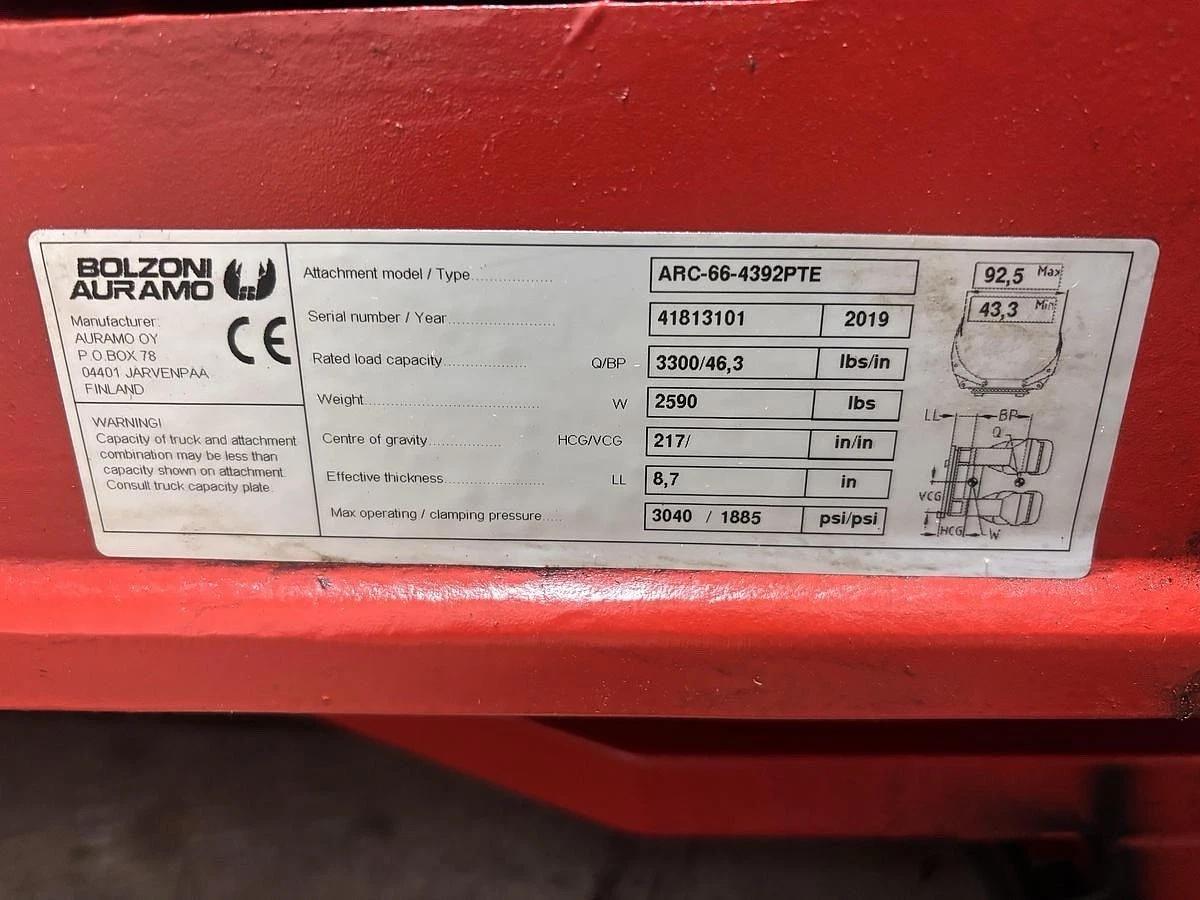 BOLZONI
AURAMO
Manufacturer:
AURAMO OY
P.O.BOX 78
04401 JÄRVENPÄÄ
FINLAND
CE
WARNING!
Capacity of truck and attachment
combination may be less than
capacity shown on attachment.
Consult truck capacity plate.
Attachment model / Type.................. ARC-66-4392PTE
Serial number / Year....................... 41813101 2019
Rated load capacity.................. Q/BP 3300/46,3 lbs/in
Weight...................................... W 2590 lbs
Centre of gravity................ HCG/VCG 217/ in/in
Effective thickness..................... LL 8,7 in
Max operating / clamping pressure..... 3040 / 1885 psi/psi
92,5 Max
43,3 Min
LL BP
Q
VCG
HCG W